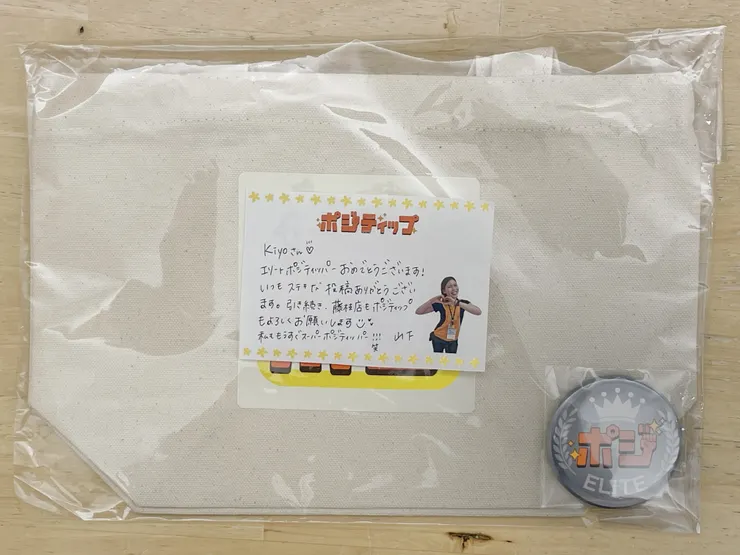 ポジティップ
Kiyoさん♡
エリートポジティッパーおめでとうございます!
いつもステキな投稿ありがとうござい
ます。引き続き、藤枝店もポジティップ
もよろしくお願いします
私ももうすぐスーパーポジティッパー!!! 山下
笑
ポジ
ELITE